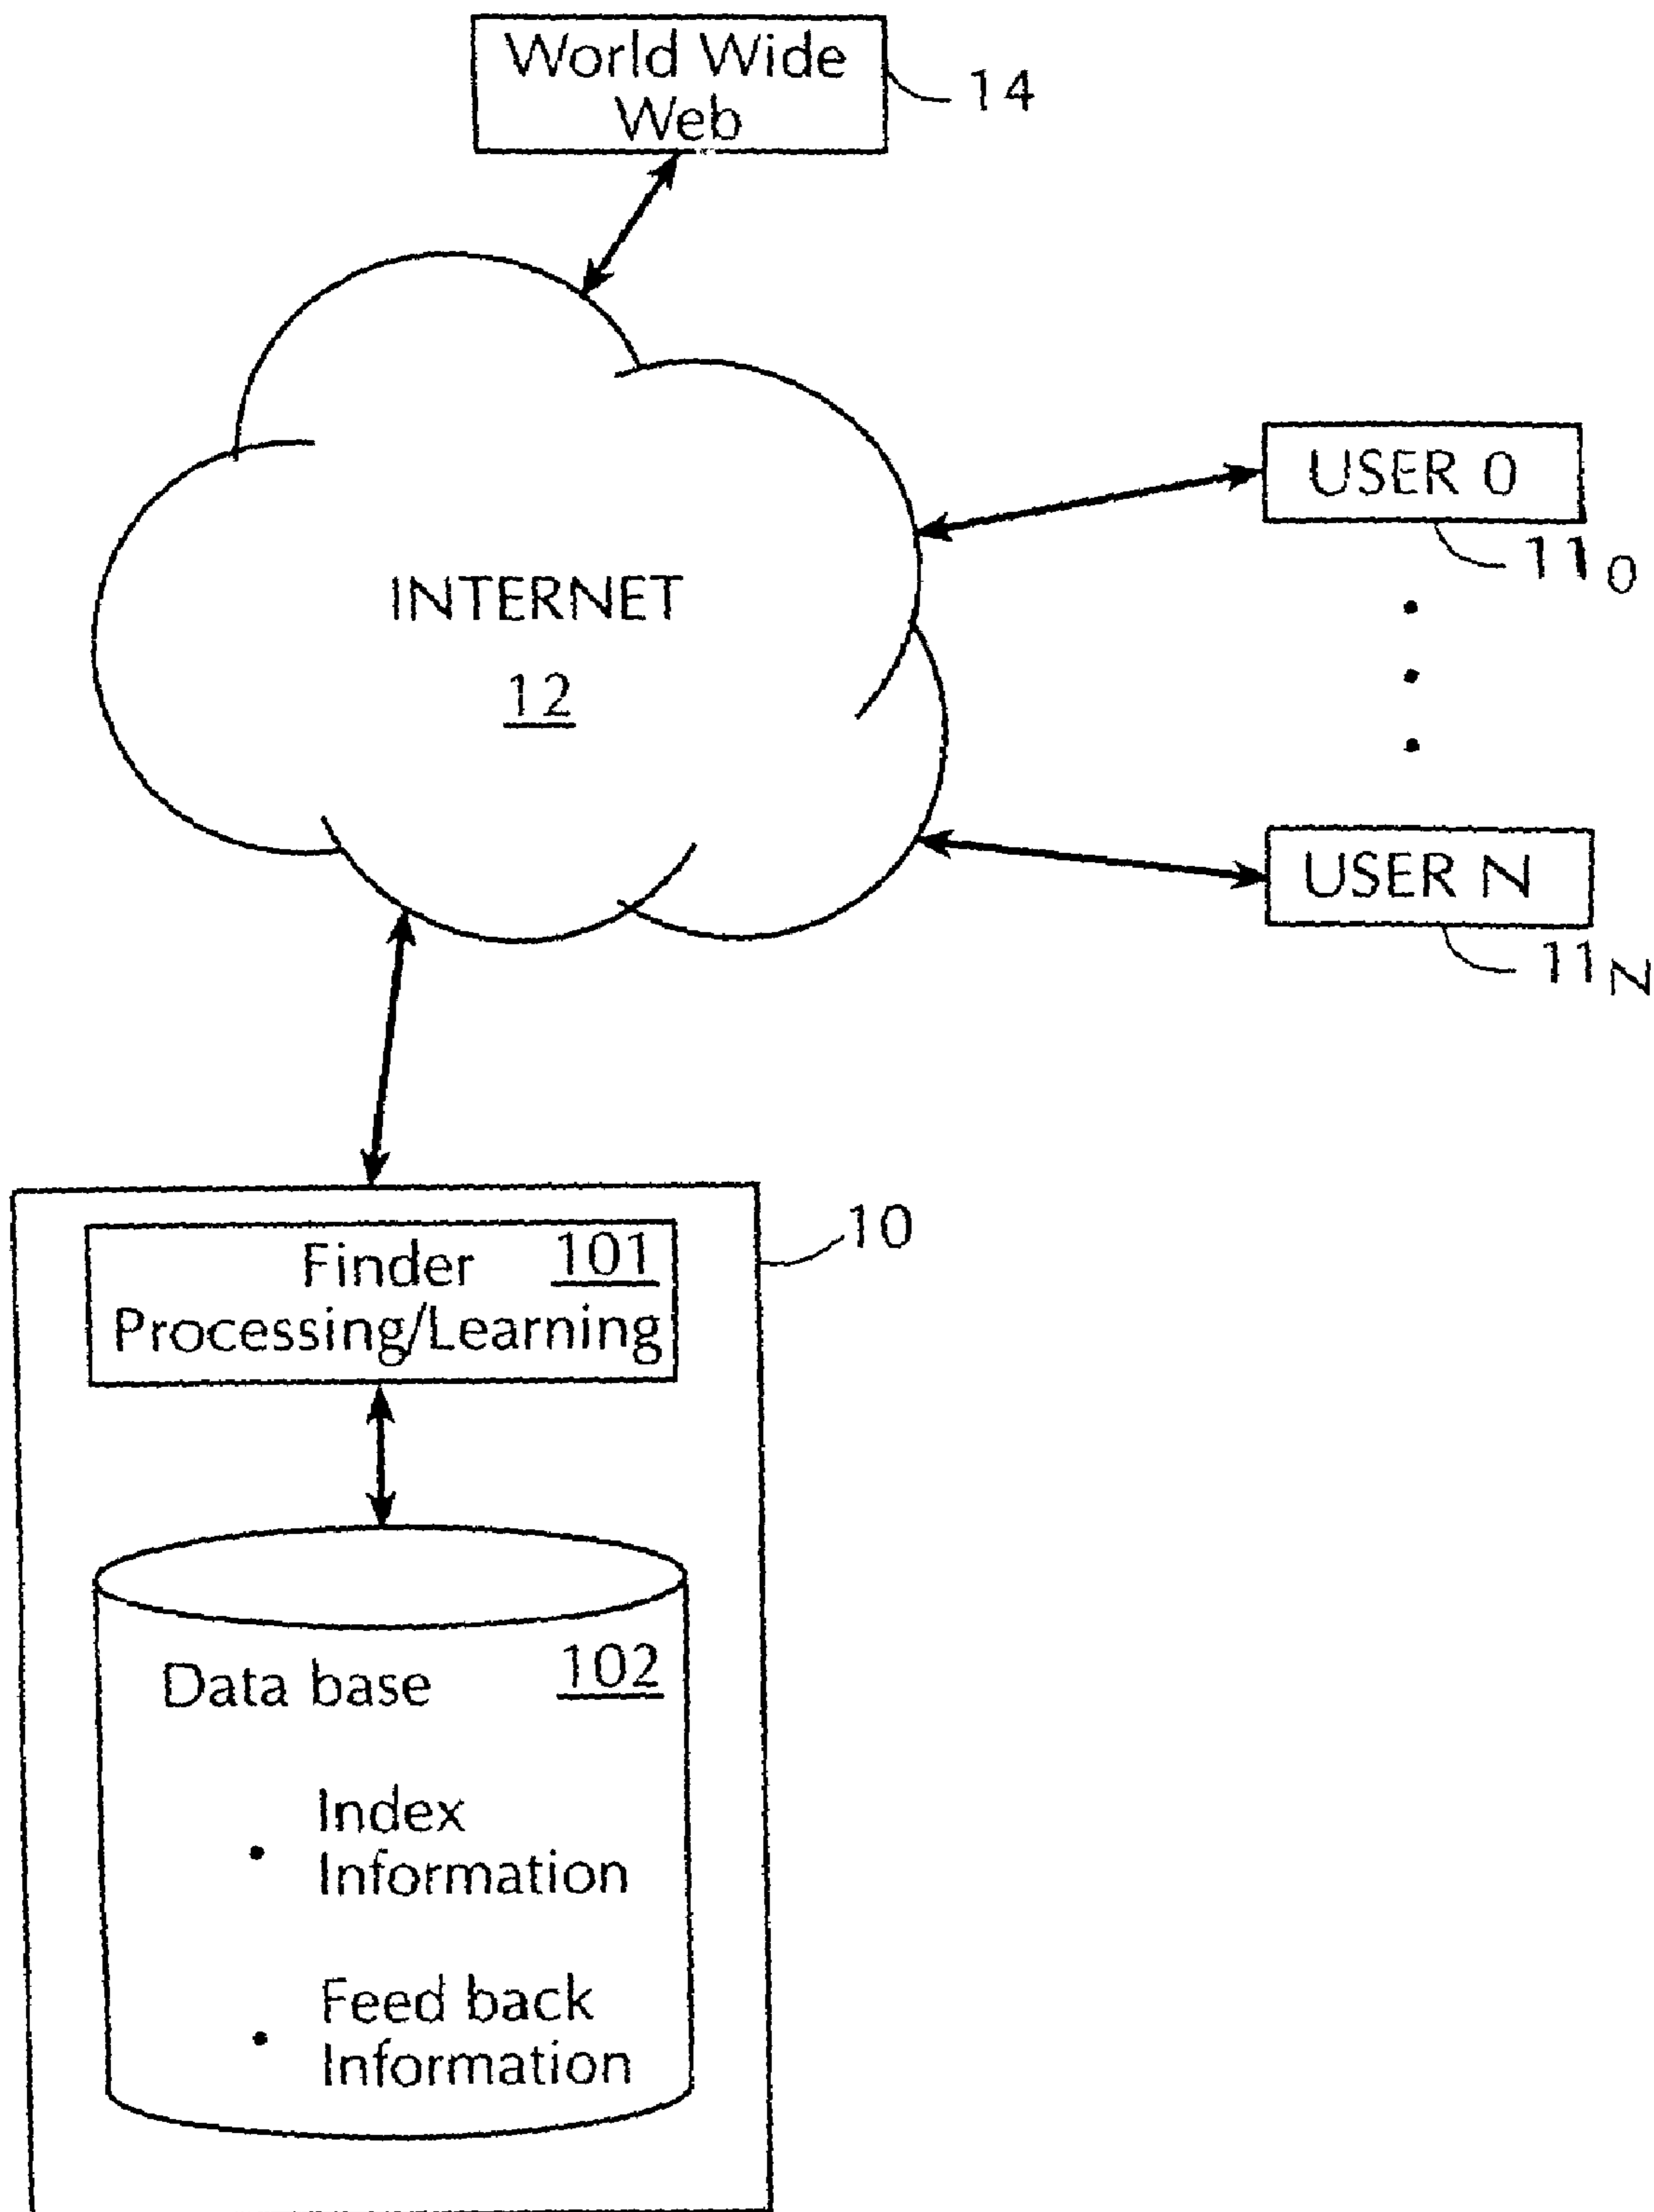 World Wide
Web
14
USER 0
11₀
INTERNET
12
USER N
11_N
10
Finder 101
Processing/Learning
Data base 102
• Index
Information
• Feed back
Information